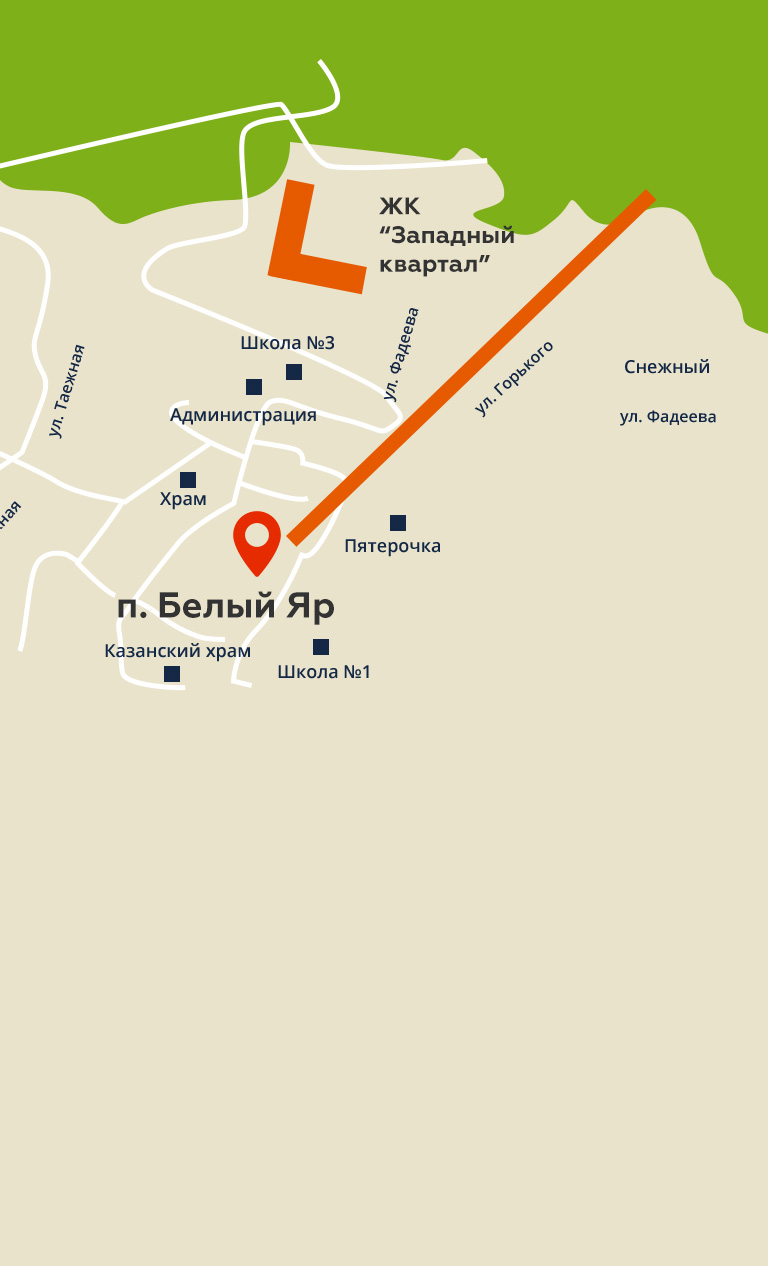 ЖК
“Западный
квартал”
ул. Фадеева
Школа №3
ул. Таежная
ул. Горького
Снежный
Администрация
ул. Фадеева
Храм
Пятерочка
п. Белый Яр
Казанский храм
Школа №1